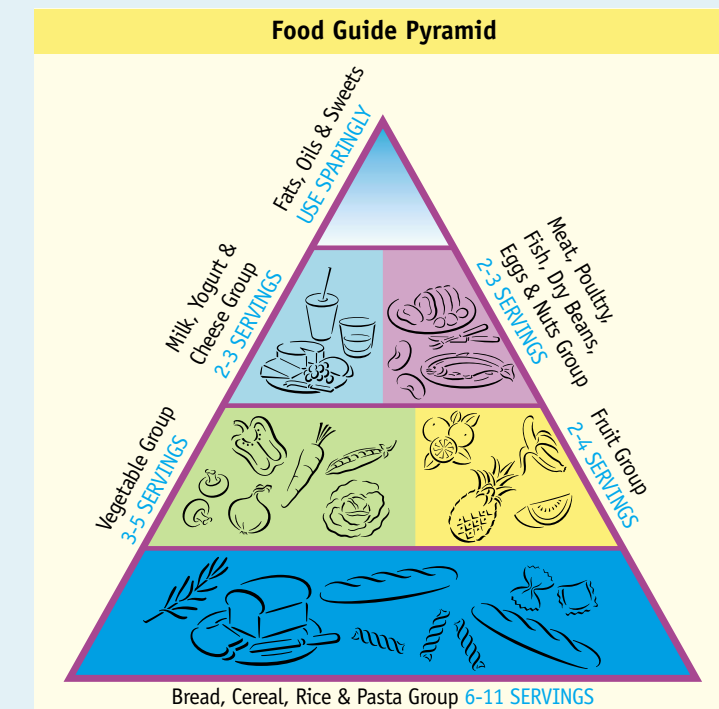 Food Guide Pyramid
Fats, Oils & Sweets
USE SPARINGLY
Milk, Yogurt &
Cheese Group
2-3 SERVINGS
Meat, Poultry,
Fish, Dry Beans,
Eggs & Nuts Group
2-3 SERVINGS
Vegetable Group
3-5 SERVINGS
Fruit Group
2-4 SERVINGS
Bread, Cereal, Rice & Pasta Group 6-11 SERVINGS